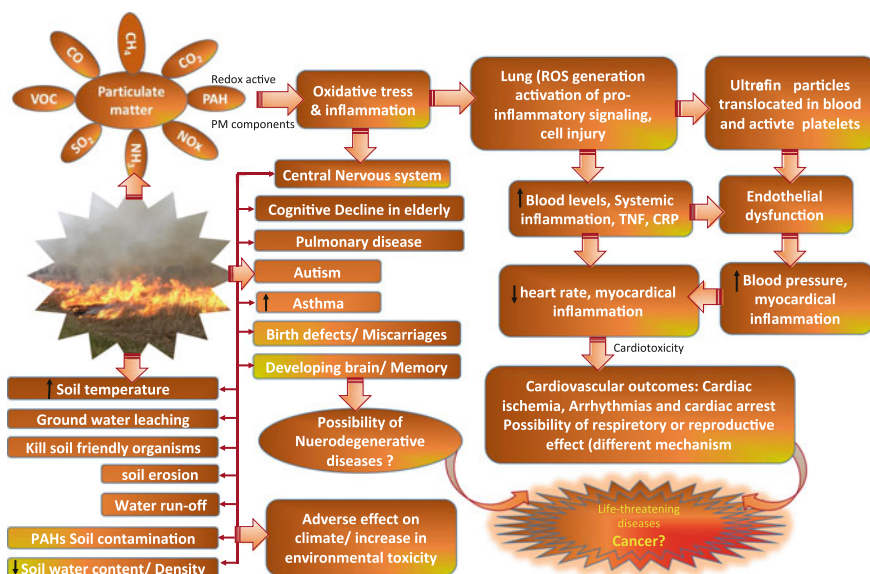 CH4
CO
CO2
Particulate
matter
VOC
PAH
SO2
NOx
NH3
Redox active
PM components
Oxidative tress
& inflammation
Lung (ROS generation
activation of pro-
inflammatory signaling,
cell injury
Ultrefin particles
translocated in blood
and activte platelets
Central Nervous system
Cognitive Decline in elderly
Pulmonary disease
Autism
↑ Asthma
Birth defects/ Miscarriages
Developing brain/ Memory
↑ Blood levels, Systemic
inflammation, TNF, CRP
Endothelial
dysfunction
↓ heart rate, myocardical
inflammation
↑ Blood pressure,
myocardical
inflammation
Cardiotoxicity
Cardiovascular outcomes: Cardiac
ischemia, Arrhythmias and cardiac arrest
Possibility of respiretory or reproductive
effect (different mechanism
↑ Soil temperature
Ground water leaching
Kill soil friendly organisms
soil erosion
Water run-off
PAHs Soil contamination
↓ Soil water content/ Density
Possibility of
Nuerodegenerative
diseases ?
Adverse effect on
climate/ increase in
environmental toxicity
Life-threatening
diseases
Cancer?